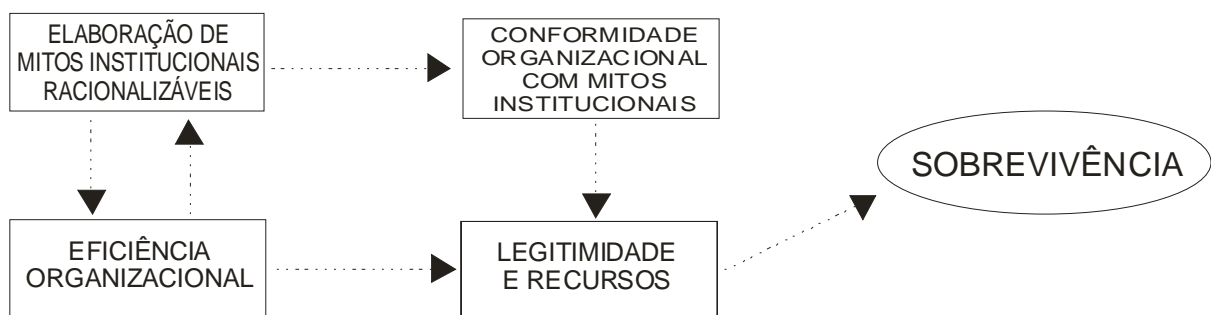 ELABORAÇÃO DE
MITOS INSTITUCIONAIS
RACIONALIZÁVEIS
CONFORMIDADE
ORGANIZACIONAL
COM MITOS
INSTITUCIONAIS
SOBREVIVÊNCIA
EFICIÊNCIA
ORGANIZACIONAL
LEGITIMIDADE
E RECURSOS